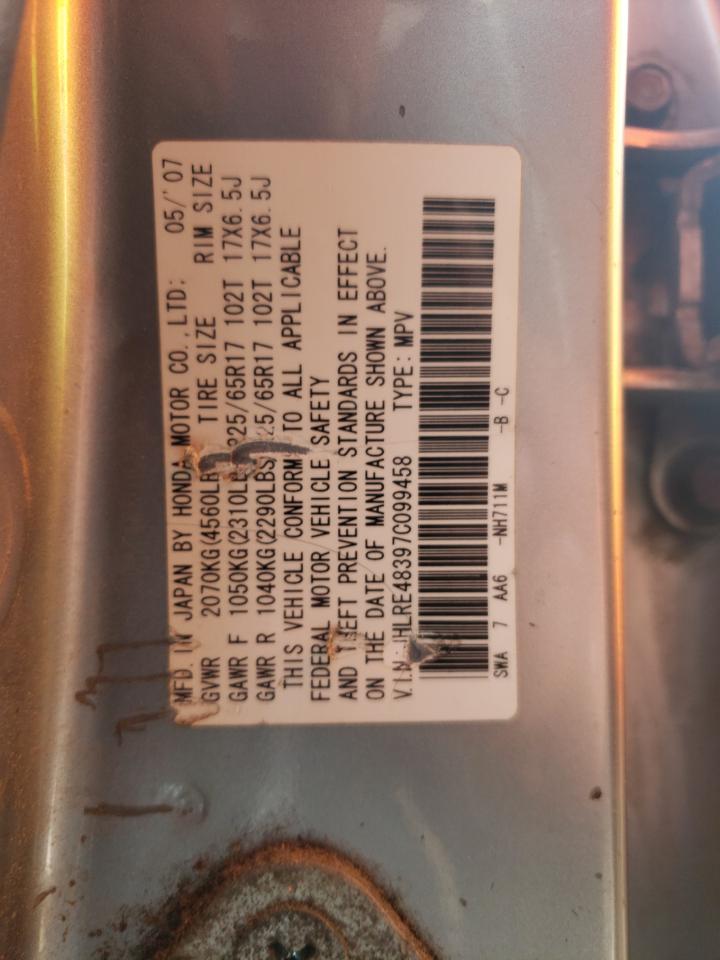 MFD. IN JAPAN BY HONDA MOTOR CO., LTD: 05/'07
GVWR 2070KG(4560LB TIRE SIZE RIM SIZE
GAWR F 1050KG(2310L 225/65R17 102T 17X6.5J
GAWR R 1040KG(2290LBS 25/65R17 102T 17X6.5J
THIS VEHICLE CONFORMS TO ALL APPLICABLE
FEDERAL MOTOR VEHICLE SAFETY
AND THEFT PREVENTION STANDARDS IN EFFECT
ON THE DATE OF MANUFACTURE SHOWN ABOVE.
V.I.N. JHLRE48397C099458 TYPE: MPV
SWA 7 AA6 -NH711M -B -C